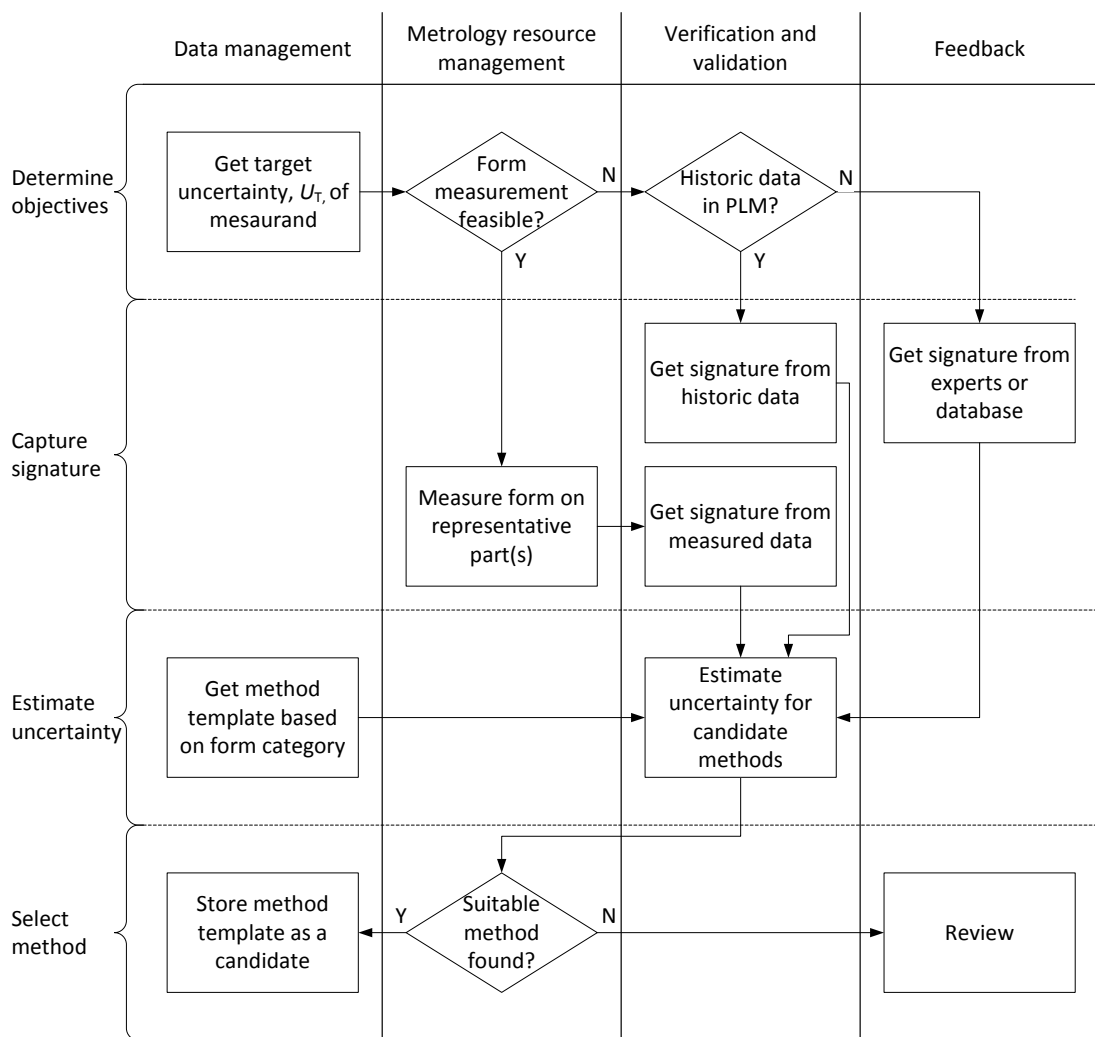 Data management
Metrology resource
management
Verification and
validation
Feedback
Determine
objectives
Get target
uncertainty, UT, of
mesaurand
Form
measurement
feasible?
N
Y
Historic data
in PLM?
N
Y
Capture
signature
Get signature from
historic data
Get signature from
experts or
database
Measure form on
representative
part(s)
Get signature from
measured data
Estimate
uncertainty
Get method
template based
on form category
Estimate
uncertainty for
candidate
methods
Select
method
Store method
template as a
candidate
Y
Suitable
method
found?
N
Review